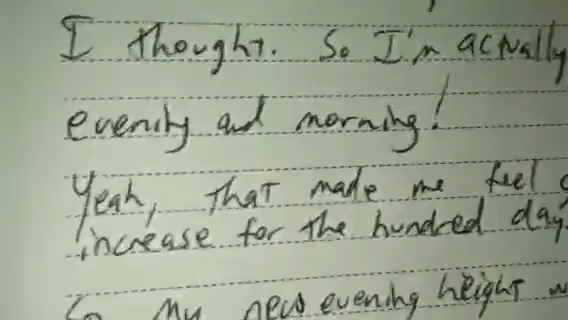 I thought. So I'm actually
evening and morning!
Yeah, that made me feel
increase for the hundred day
So my new evening height